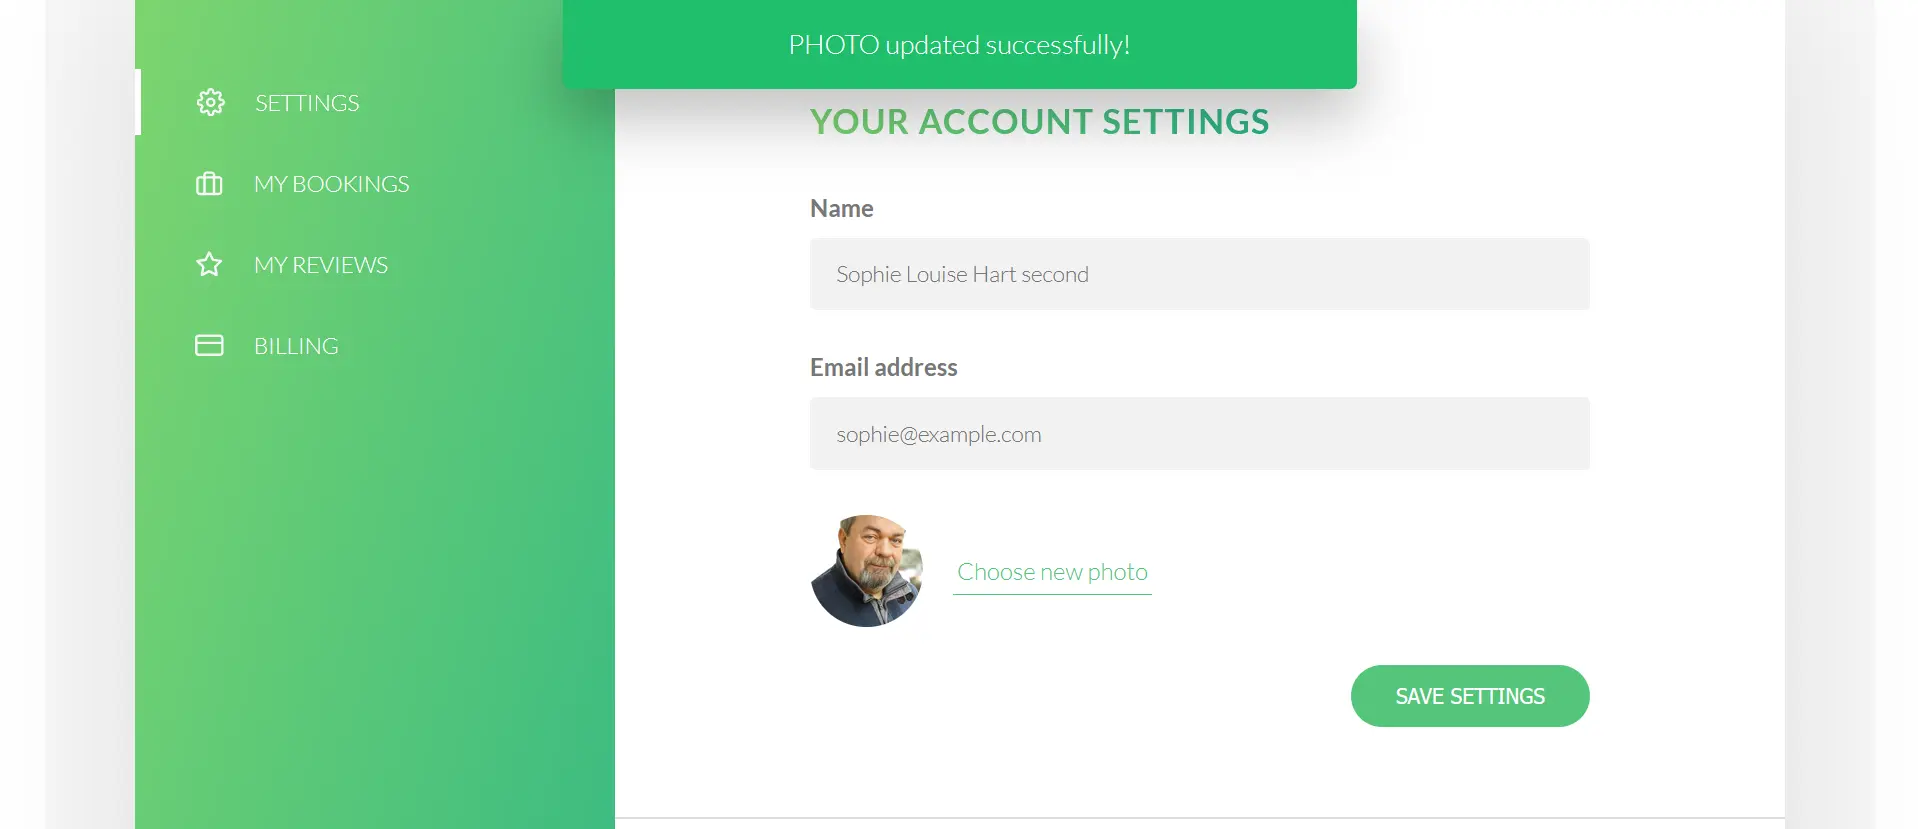 PHOTO updated successfully!
SETTINGS
MY BOOKINGS
MY REVIEWS
BILLING
YOUR ACCOUNT SETTINGS
Name
Sophie Louise Hart second
Email address
sophie@example.com
Choose new photo
SAVE SETTINGS